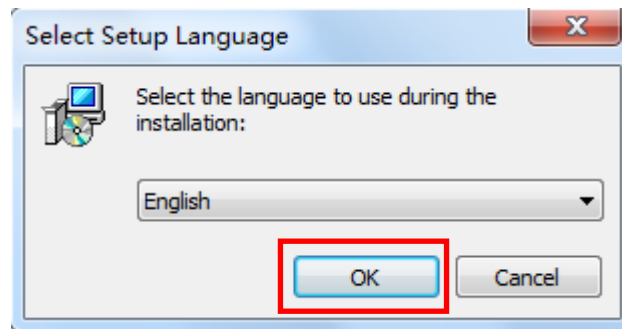 Select Setup Language
Select the language to use during the
installation:
English
OK
Cancel